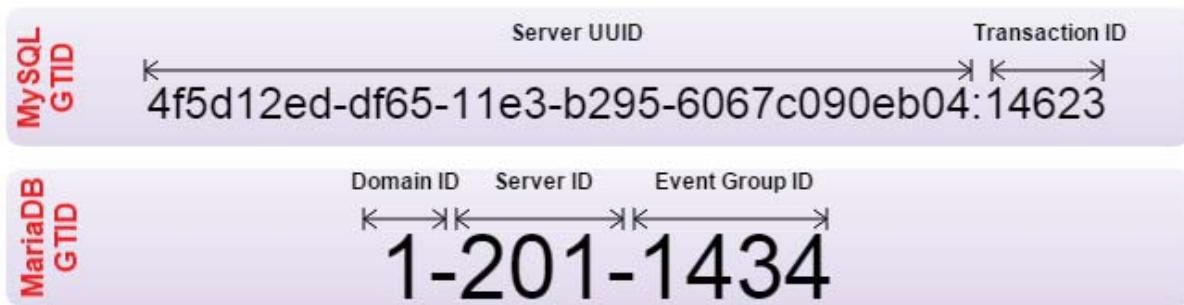 MySQL
GTID
Server UUID Transaction ID
4f5d12ed-df65-11e3-b295-6067c090eb04:14623
MariaDB
GTID
Domain ID Server ID Event Group ID
1-201-1434